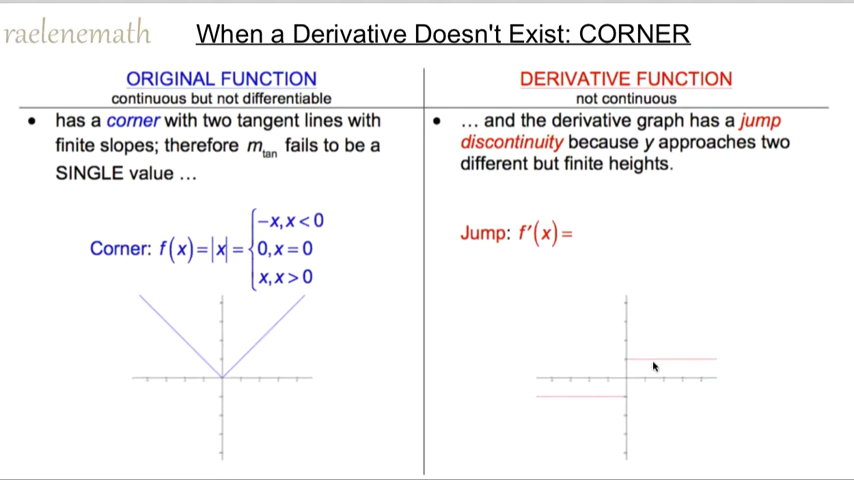 raelenemath
When a Derivative Doesn't Exist: CORNER
ORIGINAL FUNCTION
continuous but not differentiable
• has a corner with two tangent lines with
finite slopes; therefore m_tan fails to be a
SINGLE value ...
Corner: f(x)=|x|={-x,x<0
0,x=0
x,x>0
DERIVATIVE FUNCTION
not continuous
• ... and the derivative graph has a jump
discontinuity because y approaches two
different but finite heights.
Jump: f′(x)=